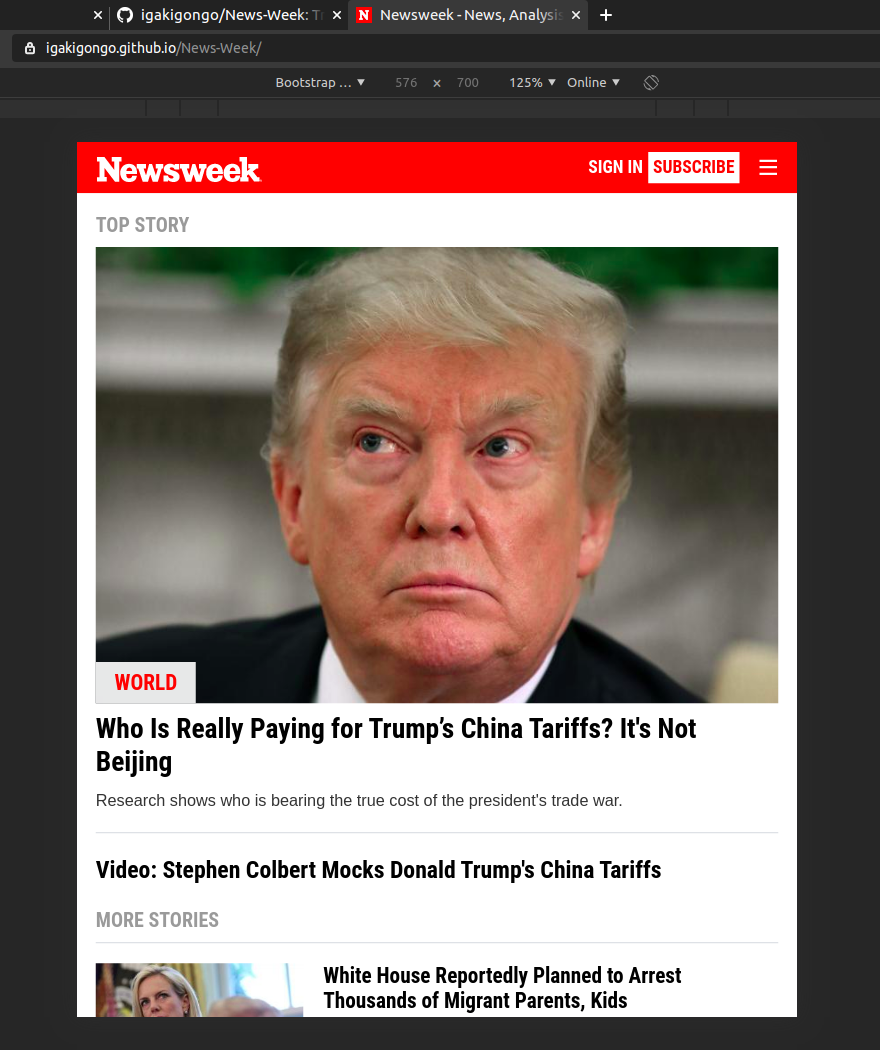 igakigongo/News-Week: T
Newsweek - News, Analysis
igakigongo.github.io/News-Week/
Bootstrap ... 576 x 700 125% Online
Newsweek
SIGN IN SUBSCRIBE
TOP STORY
WORLD
Who Is Really Paying for Trump’s China Tariffs? It's Not
Beijing
Research shows who is bearing the true cost of the president's trade war.
Video: Stephen Colbert Mocks Donald Trump's China Tariffs
MORE STORIES
White House Reportedly Planned to Arrest
Thousands of Migrant Parents, Kids